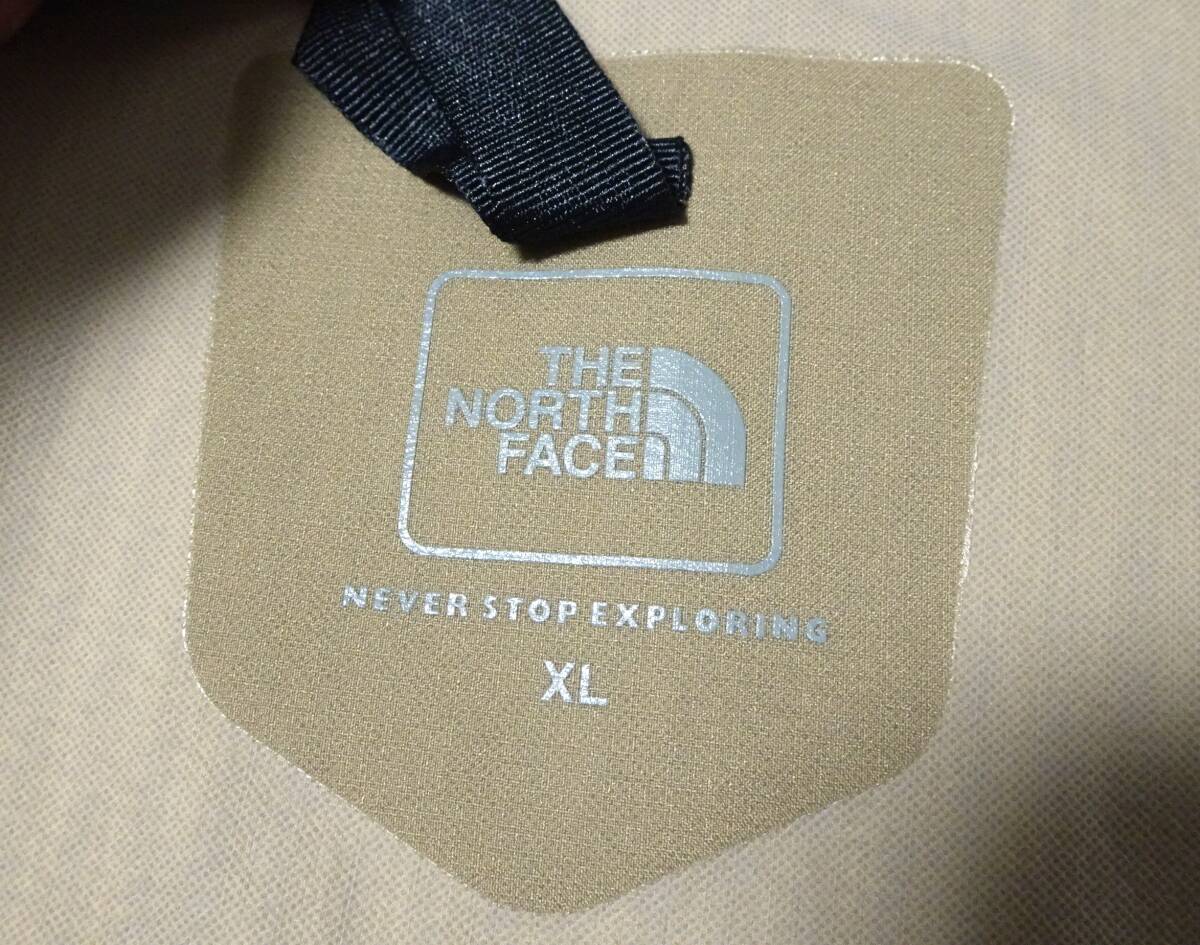 THE
NORTH
FACE
NEVER STOP EXPLORING
XL